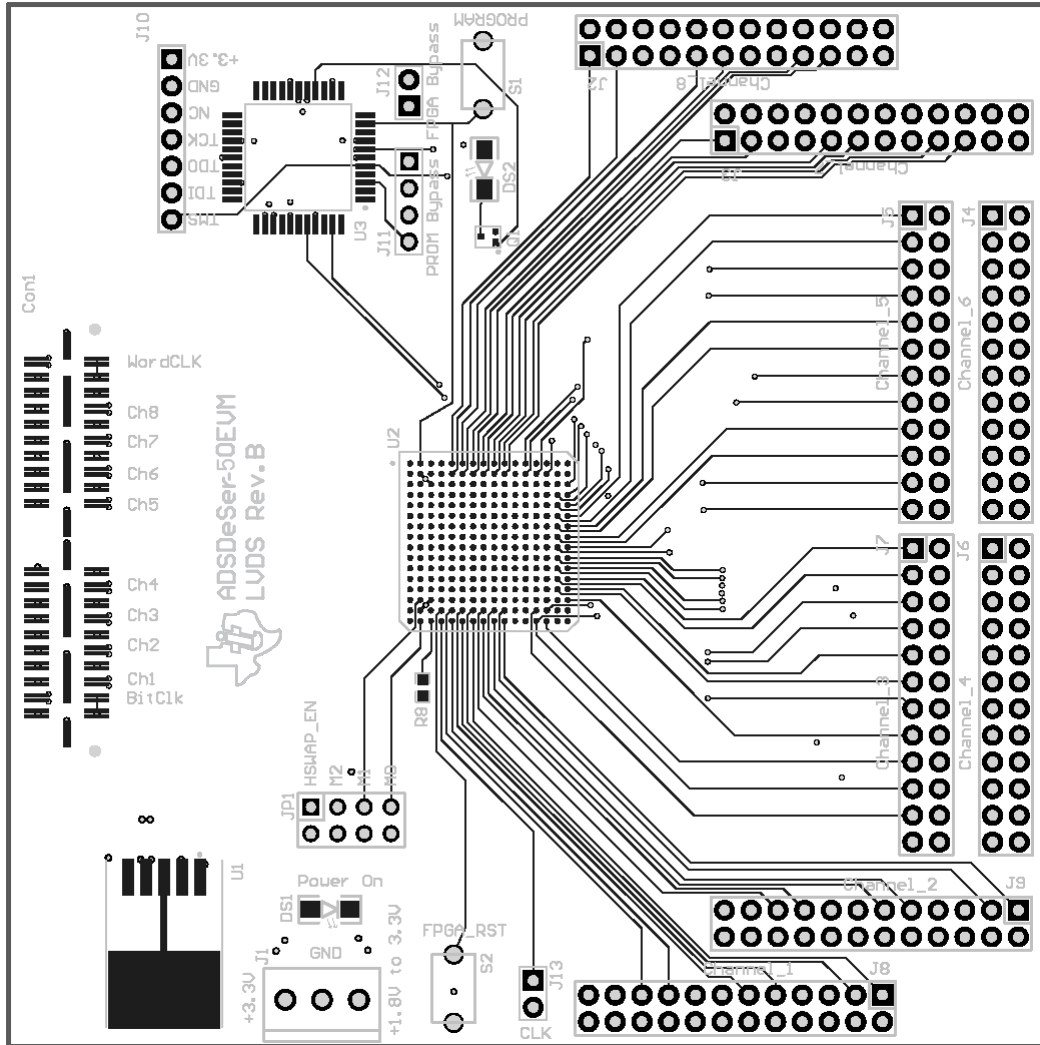 J10
+3.3V
GND
NC
TCK
TDO
TDI
TMS
U3
J12
FPGA Bypass
J11
PROM Bypass
PROGRAM
S1
DS2
Q1
J2
Channel_8
Channel
J5
Channel_5
J4
Channel_6
Con1
WordCLK
Ch8
Ch7
Ch6
Ch5
Ch4
Ch3
Ch2
Ch1
BitClk
ADSDeSer-50EVM
LVDS Rev.B
U2
R8
J7
Channel_3
J6
Channel_4
JP1
HSWAP_EN
M2
M1
M0
U1
Power On
DS1
J1
GND
+3.3V
+1.8V to 3.3V
FPGA_RST
S2
J13
CLK
Channel_2
J9
Channel_1
J8